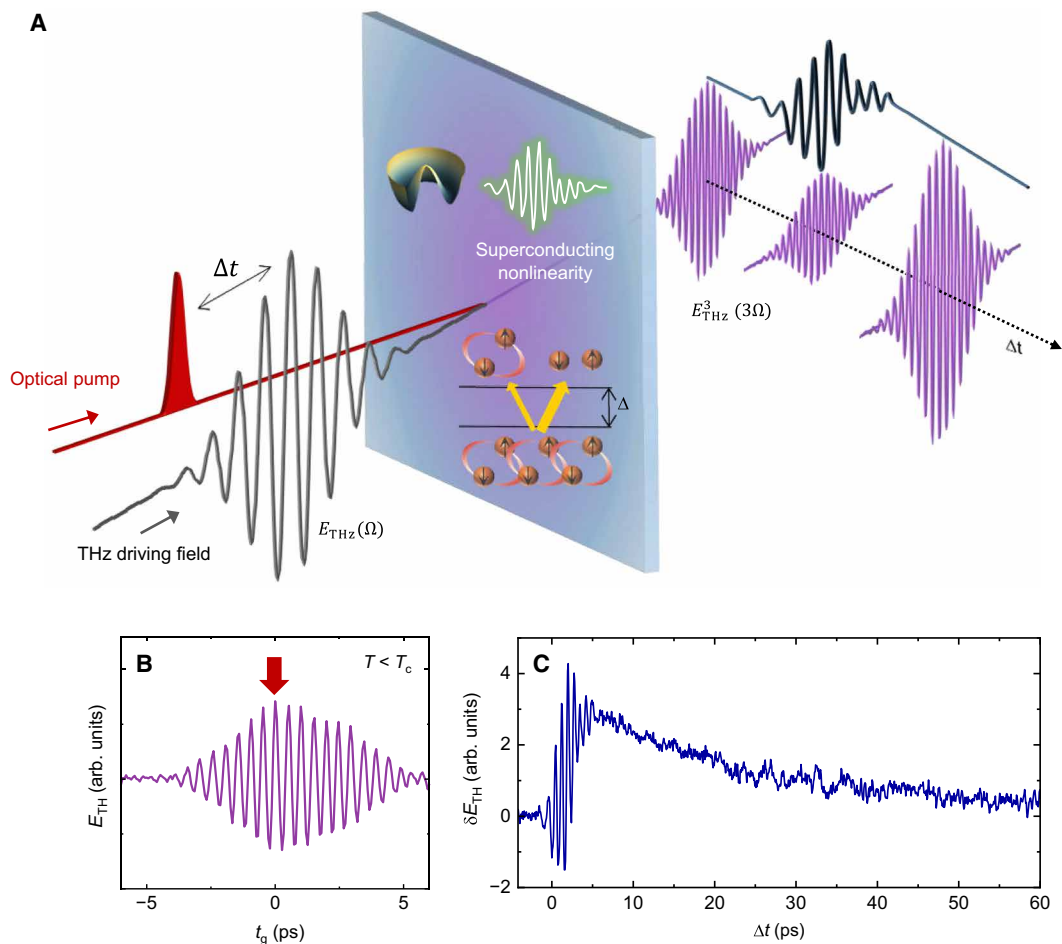 A
Δt
Superconducting
nonlinearity
E³THz (3Ω)
Δt
Optical pump
Δ
ETHz(Ω)
THz driving field
B
T < Tc
ETH (arb. units)
−5
0
5
tg (ps)
C
δETH (arb. units)
4
2
0
−2
0
10
20
30
40
50
60
Δt (ps)